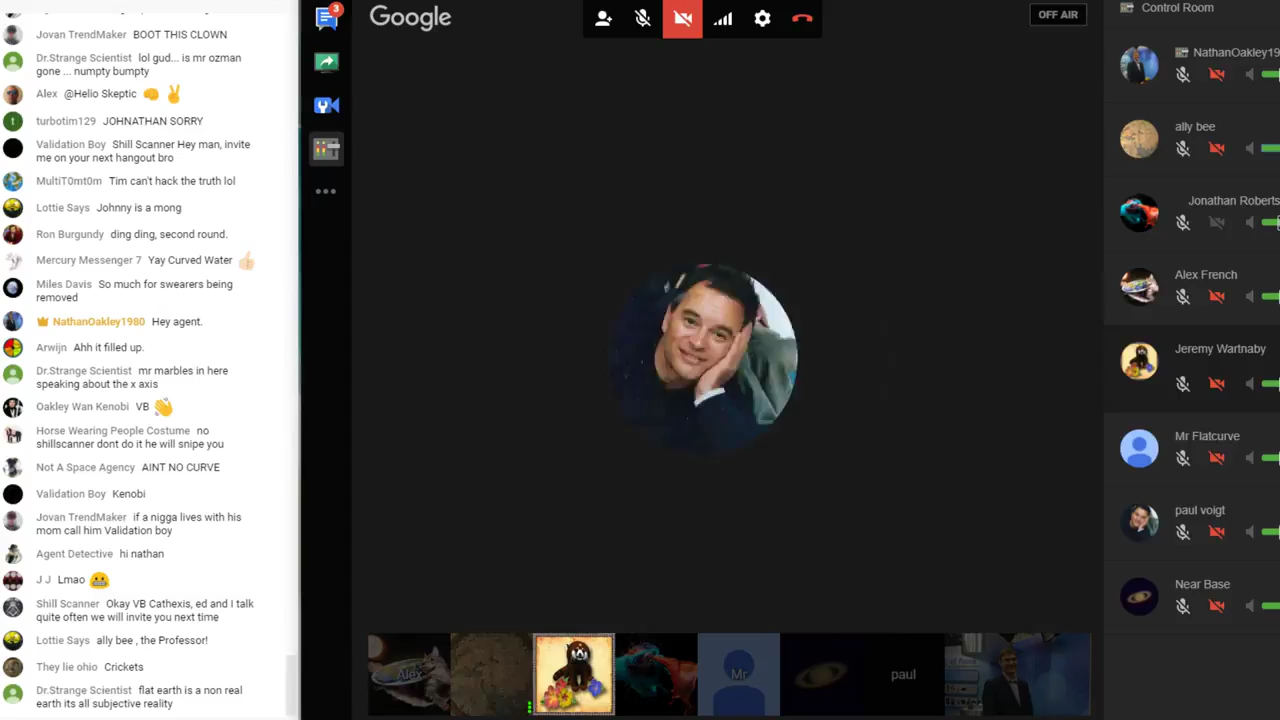 Jovan TrendMaker BOOT THIS CLOWN
Dr.Strange Scientist lol gud... is mr ozman
gone ... numpty bumpty
Alex @Helio Skeptic 👊 ✌
turbotim129 JOHNATHAN SORRY
Validation Boy Shill Scanner Hey man, invite
me on your next hangout bro
MultiT0mt0m Tim can't hack the truth lol
Lottie Says Johnny is a mong
Ron Burgundy ding ding, second round.
Mercury Messenger 7 Yay Curved Water 👍🏻
Miles Davis So much for swearers being
removed
NathanOakley1980 Hey agent.
Arwijn Ahh it filled up.
Dr.Strange Scientist mr marbles in here
speaking about the x axis
Oakley Wan Kenobi VB 👋
Horse Wearing People Costume no
shillscanner dont do it he will snipe you
Not A Space Agency AINT NO CURVE
Validation Boy Kenobi
Jovan TrendMaker if a nigga lives with his
mom call him Validation boy
Agent Detective hi nathan
J J Lmao 😬
Shill Scanner Okay VB Cathexis, ed and I talk
quite often we will invite you next time
Lottie Says ally bee , the Professor!
They lie ohio Crickets
Dr.Strange Scientist flat earth is a non real
earth its all subjective reality
3
Google
OFF AIR
Control Room
NathanOakley19
ally bee
Jonathan Roberts
Alex French
Jeremy Wartnaby
Mr Flatcurve
paul voigt
Near Base
Alex
Mr
paul
t